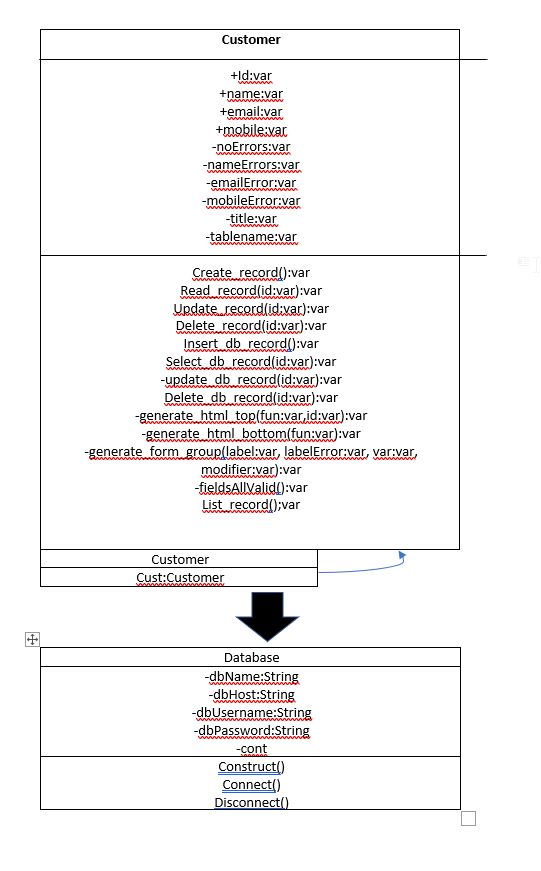 Customer
+Id:var
+name:var
+email:var
+mobile:var
-noErrors:var
-nameErrors:var
-emailError:var
-mobileError:var
-title:var
-tablename:var
Create_record():var
Read_record(id:var):var
Update_record(id:var):var
Delete_record(id:var):var
Insert_db_record():var
Select_db_record(id:var):var
-update_db_record(id:var):var
Delete_db_record(id:var):var
-generate_html_top(fun:var,id:var):var
-generate_html_bottom(fun:var):var
-generate_form_group(label:var, labelError:var, var:var,
modifier:var):var
-fieldsAllValid():var
List_record();var
Customer
Cust:Customer
Database
-dbName:String
-dbHost:String
-dbUsername:String
-dbPassword:String
-cont
Construct()
Connect()
Disconnect()